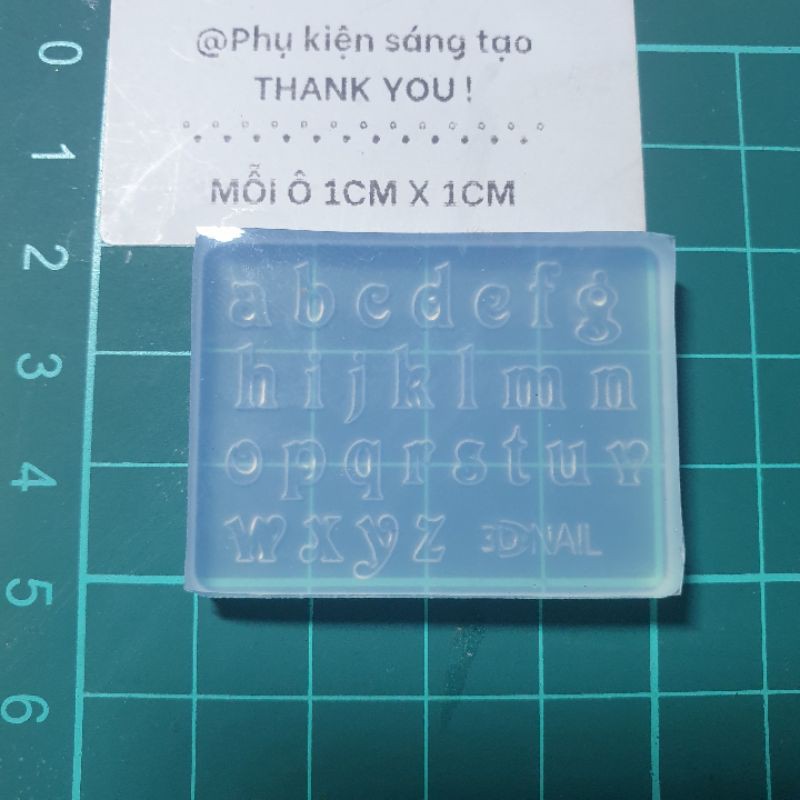 @Phụ kiện sáng tạo
THANK YOU!
MỖI Ô 1CM X 1CM
a b c d e f g
h i j k l m n
o p q r s t u v
w x y z 3D NAIL
0
1
2
3
4
5
6